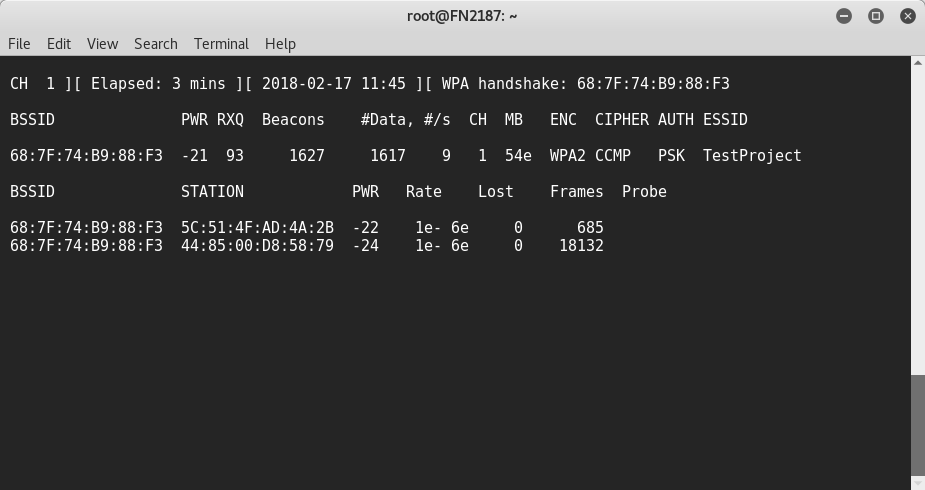 root@FN2187: ~
File Edit View Search Terminal Help
CH  1 ][ Elapsed: 3 mins ][ 2018-02-17 11:45 ][ WPA handshake: 68:7F:74:B9:88:F3
BSSID              PWR RXQ  Beacons    #Data, #/s  CH  MB   ENC  CIPHER AUTH ESSID
68:7F:74:B9:88:F3  -21  93     1627     1617    9   1  54e  WPA2 CCMP   PSK  TestProject
BSSID              STATION            PWR   Rate    Lost    Frames  Probe
68:7F:74:B9:88:F3  5C:51:4F:AD:4A:2B  -22    1e- 6e     0      685
68:7F:74:B9:88:F3  44:85:00:D8:58:79  -24    1e- 6e     0    18132